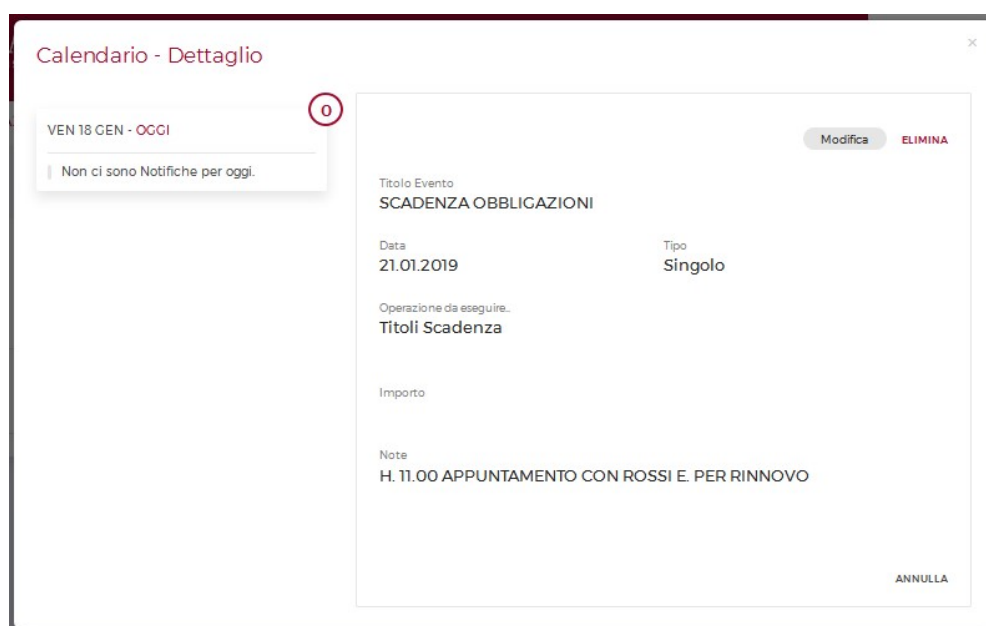 Calendario - Dettaglio
×
0
VEN 18 GEN - OGGI
Non ci sono Notifiche per oggi.
Modifica ELIMINA
Titolo Evento
SCADENZA OBBLIGAZIONI
Data Tipo
21.01.2019 Singolo
Operazione da eseguire..
Titoli Scadenza
Importo
Note
H. 11.00 APPUNTAMENTO CON ROSSI E. PER RINNOVO
ANNULLA